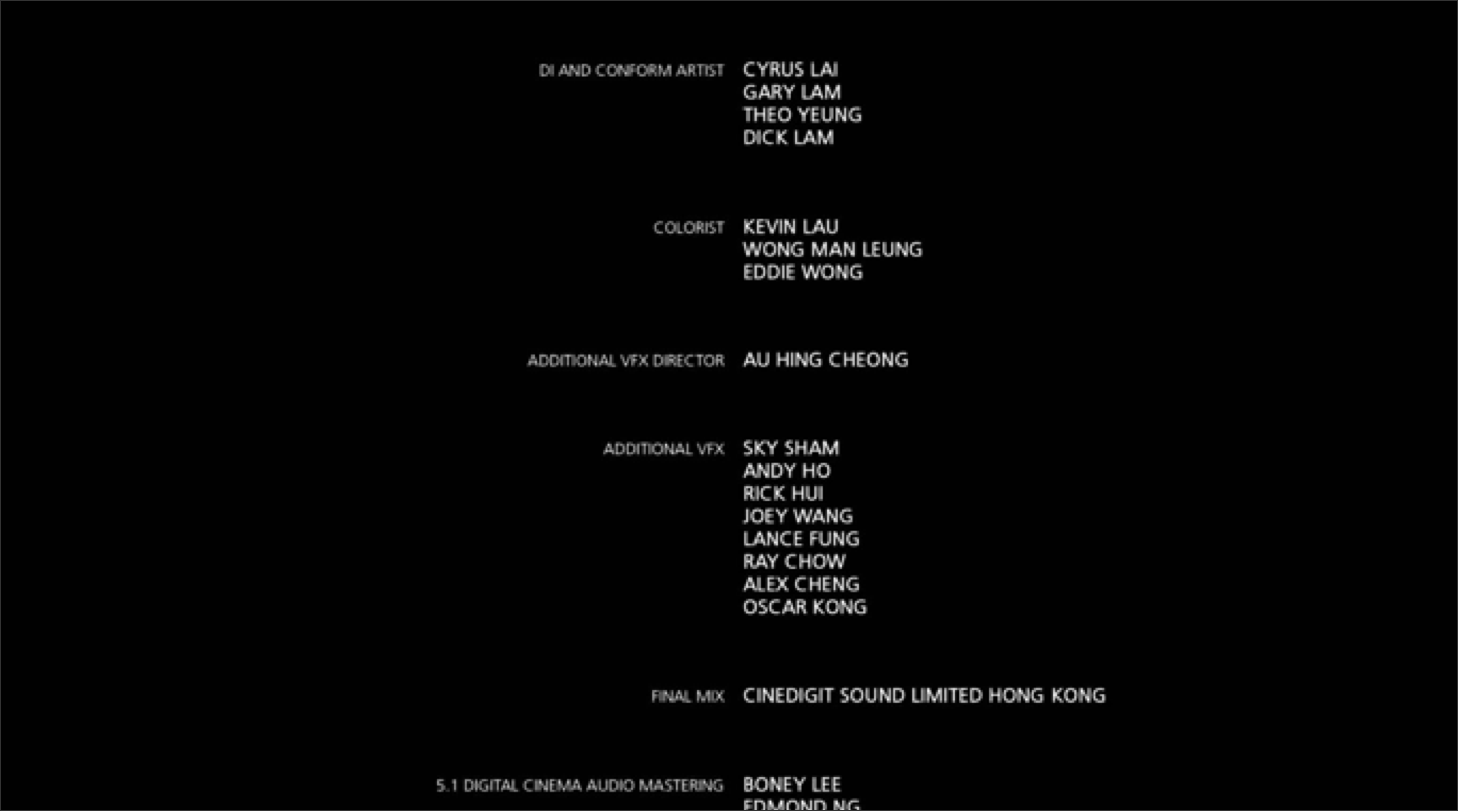 DI AND CONFORM ARTIST CYRUS LAI
GARY LAM
THEO YEUNG
DICK LAM
COLORIST KEVIN LAU
WONG MAN LEUNG
EDDIE WONG
ADDITIONAL VFX DIRECTOR AU HING CHEONG
ADDITIONAL VFX SKY SHAM
ANDY HO
RICK HUI
JOEY WANG
LANCE FUNG
RAY CHOW
ALEX CHENG
OSCAR KONG
FINAL MIX CINEDIGIT SOUND LIMITED HONG KONG
5.1 DIGITAL CINEMA AUDIO MASTERING BONEY LEE
EDMOND NG